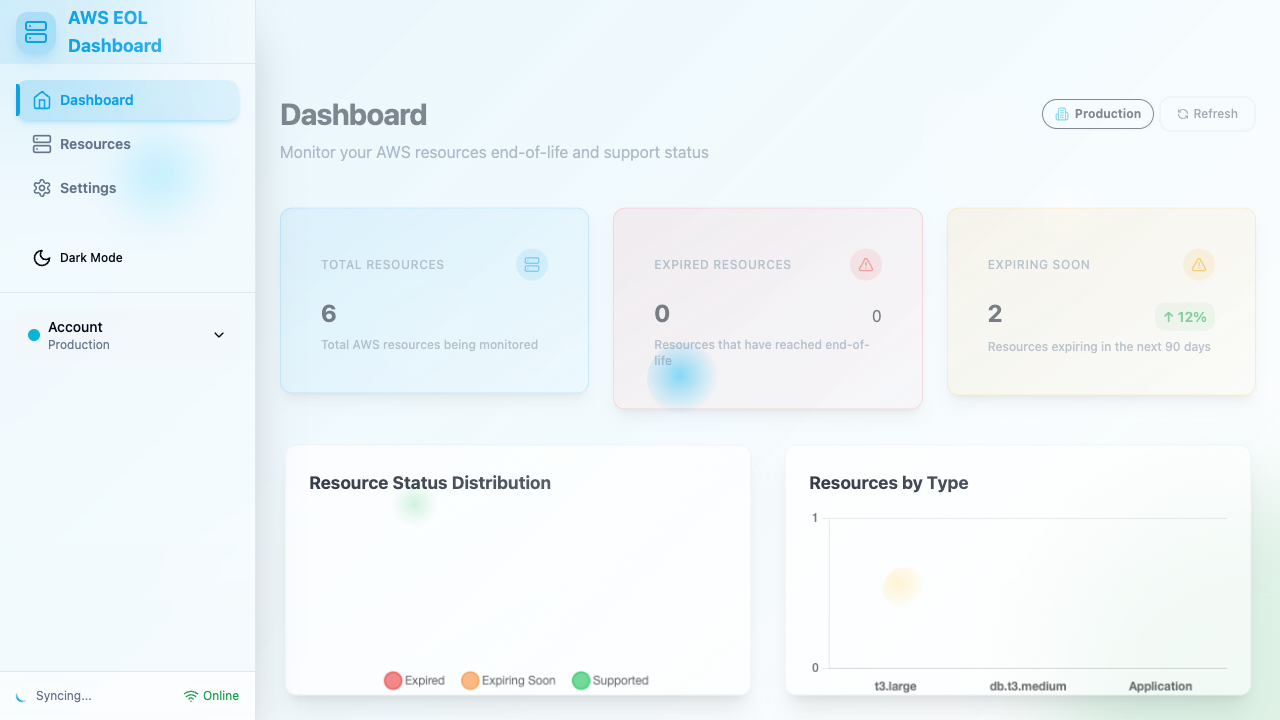 AWS EOL
Dashboard
Dashboard
Resources
Settings
Dark Mode
Account
Production
Syncing...
Online
Dashboard
Monitor your AWS resources end-of-life and support status
Production
Refresh
TOTAL RESOURCES
6
Total AWS resources being monitored
EXPIRED RESOURCES
0
0
Resources that have reached end-of-
life
EXPIRING SOON
2
↑ 12%
Resources expiring in the next 90 days
Resource Status Distribution
Expired
Expiring Soon
Supported
Resources by Type
1
0
t3.large
db.t3.medium
Application